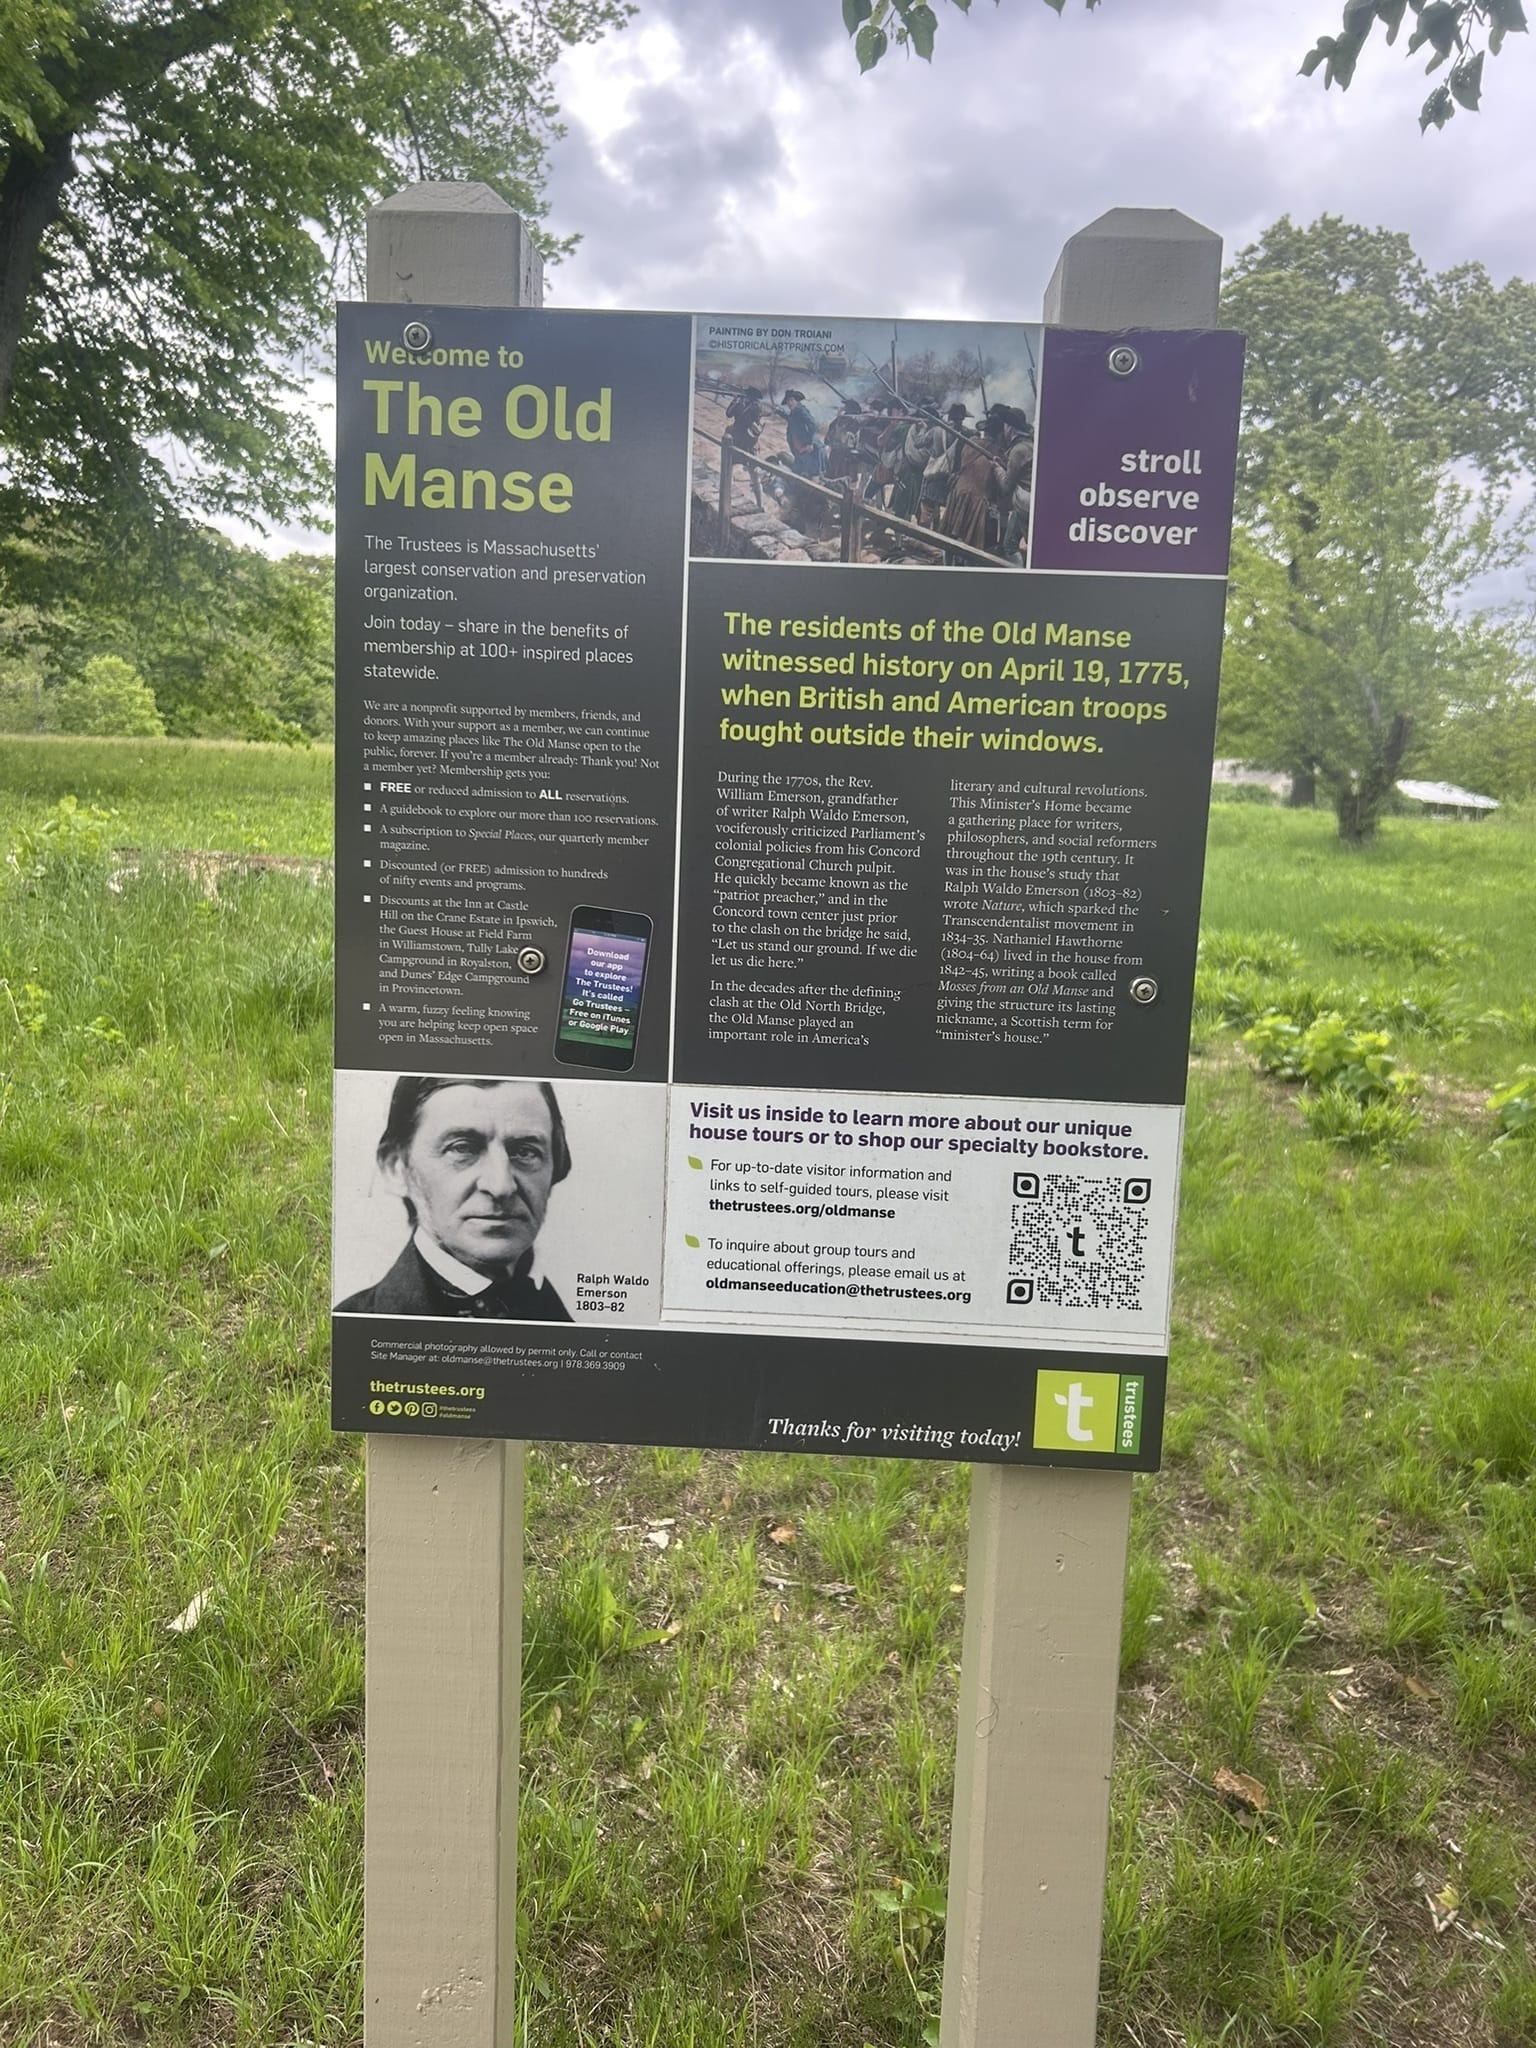 Welcome to
The Old
Manse
The Trustees is Massachusetts'
largest conservation and preservation
organization.
Join today – share in the benefits of
membership at 100+ inspired places
statewide.
We are a nonprofit supported by members, friends, and
donors. With your support as a member, we can continue
to keep amazing places like The Old Manse open to the
public, forever. If you're a member already: Thank you! Not
a member yet? Membership gets you:
FREE or reduced admission to ALL reservations.
A guidebook to explore our more than 100 reservations.
A subscription to Special Places, our quarterly member
magazine.
Discounted (or FREE) admission to hundreds
of nifty events and programs.
Discounts at the Inn at Castle
Hill on the Crane Estate in Ipswich,
the Guest House at Field Farm
in Williamstown, Tully Lake
Campground in Royalston,
and Dunes' Edge Campground
in Provincetown.
A warm, fuzzy feeling knowing
you are helping keep open space
open in Massachusetts.
Download
our app
to explore
The Trustees!
It's called
Go Trustees –
Free on iTunes
or Google Play
PAINTING BY DON TROIANI
©HISTORICALARTPRINTS.COM
stroll
observe
discover
The residents of the Old Manse
witnessed history on April 19, 1775,
when British and American troops
fought outside their windows.
During the 1770s, the Rev.
William Emerson, grandfather
of writer Ralph Waldo Emerson,
vociferously criticized Parliament's
colonial policies from his Concord
Congregational Church pulpit.
He quickly became known as the
“patriot preacher,” and in the
Concord town center just prior
to the clash on the bridge he said,
“Let us stand our ground. If we die
let us die here.”
In the decades after the defining
clash at the Old North Bridge,
the Old Manse played an
important role in America's
literary and cultural revolutions.
This Minister's Home became
a gathering place for writers,
philosophers, and social reformers
throughout the 19th century. It
was in the house's study that
Ralph Waldo Emerson (1803–82)
wrote Nature, which sparked the
Transcendentalist movement in
1834–35. Nathaniel Hawthorne
(1804–64) lived in the house from
1842–45, writing a book called
Mosses from an Old Manse and
giving the structure its lasting
nickname, a Scottish term for
“minister's house.”
Ralph Waldo
Emerson
1803–82
Visit us inside to learn more about our unique
house tours or to shop our specialty bookstore.
For up-to-date visitor information and
links to self-guided tours, please visit
thetrustees.org/oldmanse
To inquire about group tours and
educational offerings, please email us at
oldmanseeducation@thetrustees.org
t
Commercial photography allowed by permit only. Call or contact
Site Manager at: oldmanse@thetrustees.org | 978.369.3909
thetrustees.org
#thetrustees
#oldmanse
Thanks for visiting today!
t
trustees